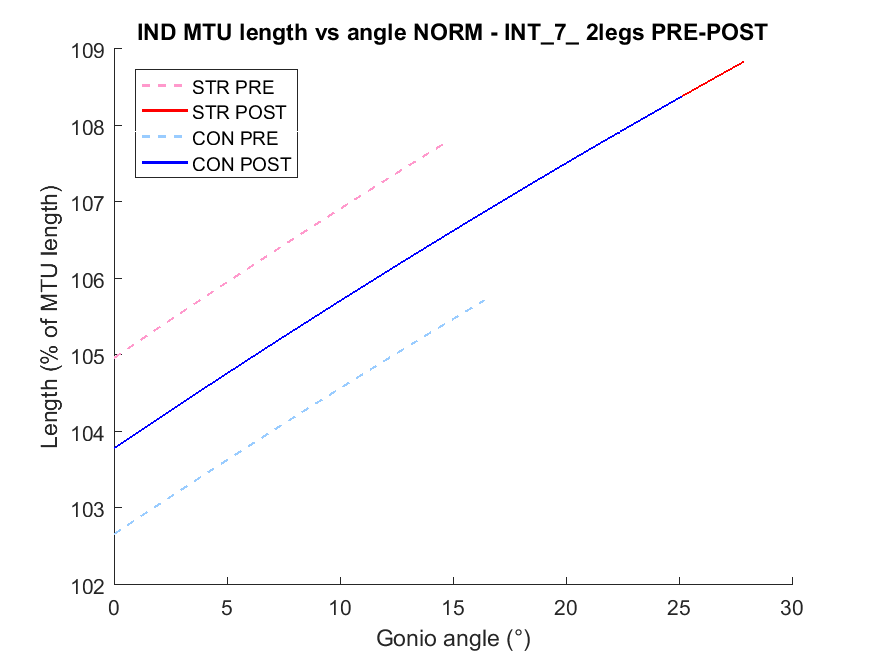 IND MTU length vs angle NORM - INT_7_ 2legs PRE-POST
109
108
107
106
105
104
103
102
Length (% of MTU length)
STR PRE
STR POST
CON PRE
CON POST
0 5 10 15 20 25 30
Gonio angle (°)